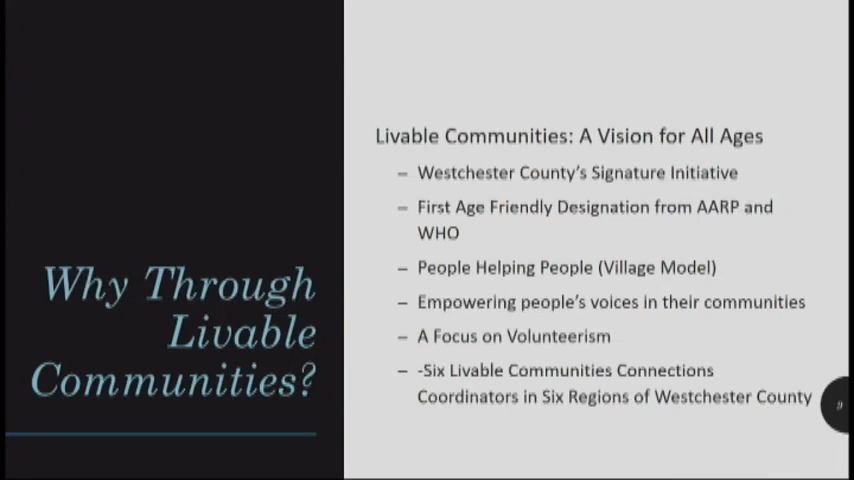 Why Through
Livable
Communities?
Livable Communities: A Vision for All Ages
– Westchester County's Signature Initiative
– First Age Friendly Designation from AARP and
WHO
– People Helping People (Village Model)
– Empowering people's voices in their communities
– A Focus on Volunteerism
– -Six Livable Communities Connections
Coordinators in Six Regions of Westchester County
9